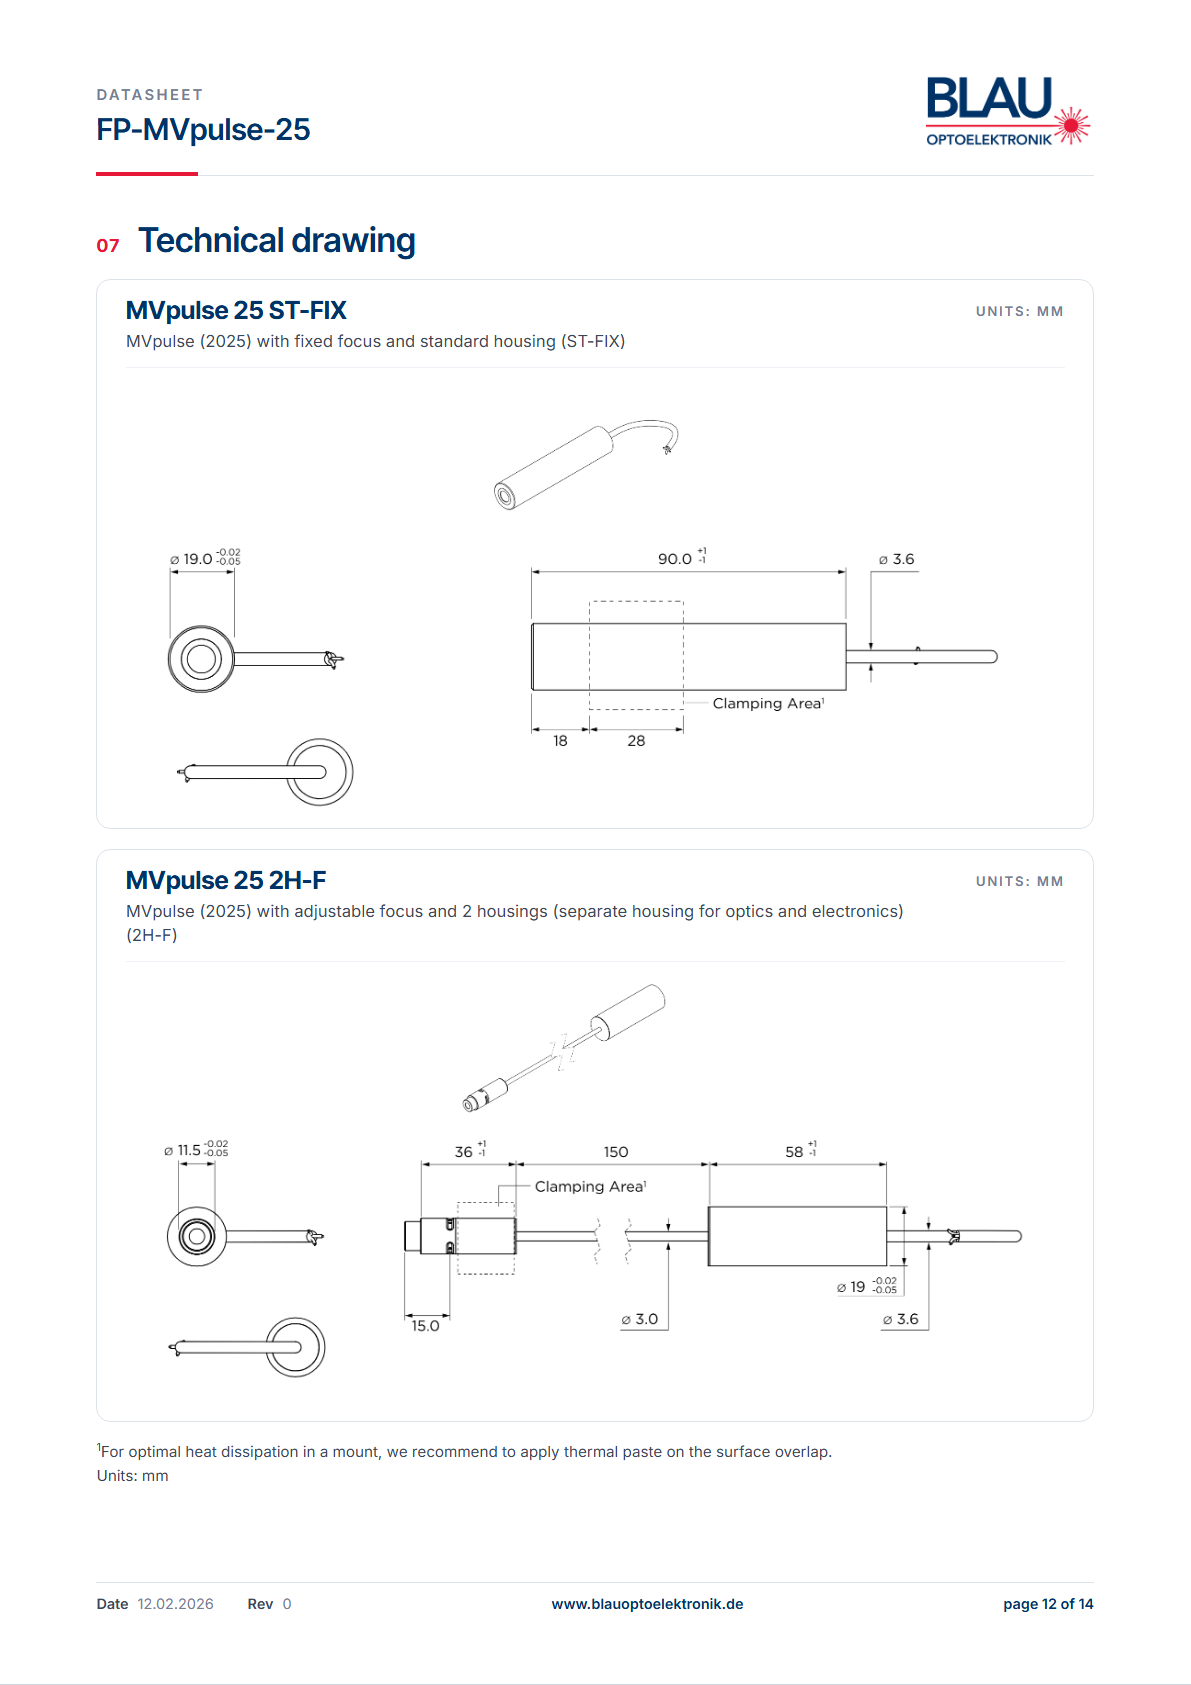 DATASHEET
FP-MVpulse-25
BLAU
OPTOELEKTRONIK
07 Technical drawing
MVpulse 25 ST-FIX
UNITS: MM
MVpulse (2025) with fixed focus and standard housing (ST-FIX)
⌀ 19.0 -0.02 -0.05
90.0 +1 -1
⌀ 3.6
Clamping Area¹
18
28
MVpulse 25 2H-F
UNITS: MM
MVpulse (2025) with adjustable focus and 2 housings (separate housing for optics and electronics)
(2H-F)
⌀ 11.5 -0.02 -0.05
36 +1 -1
150
58 +1 -1
Clamping Area¹
⌀ 19 -0.02 -0.05
15.0
⌀ 3.0
⌀ 3.6
¹For optimal heat dissipation in a mount, we recommend to apply thermal paste on the surface overlap.
Units: mm
Date 12.02.2026 Rev 0
www.blauoptoelektronik.de
page 12 of 14